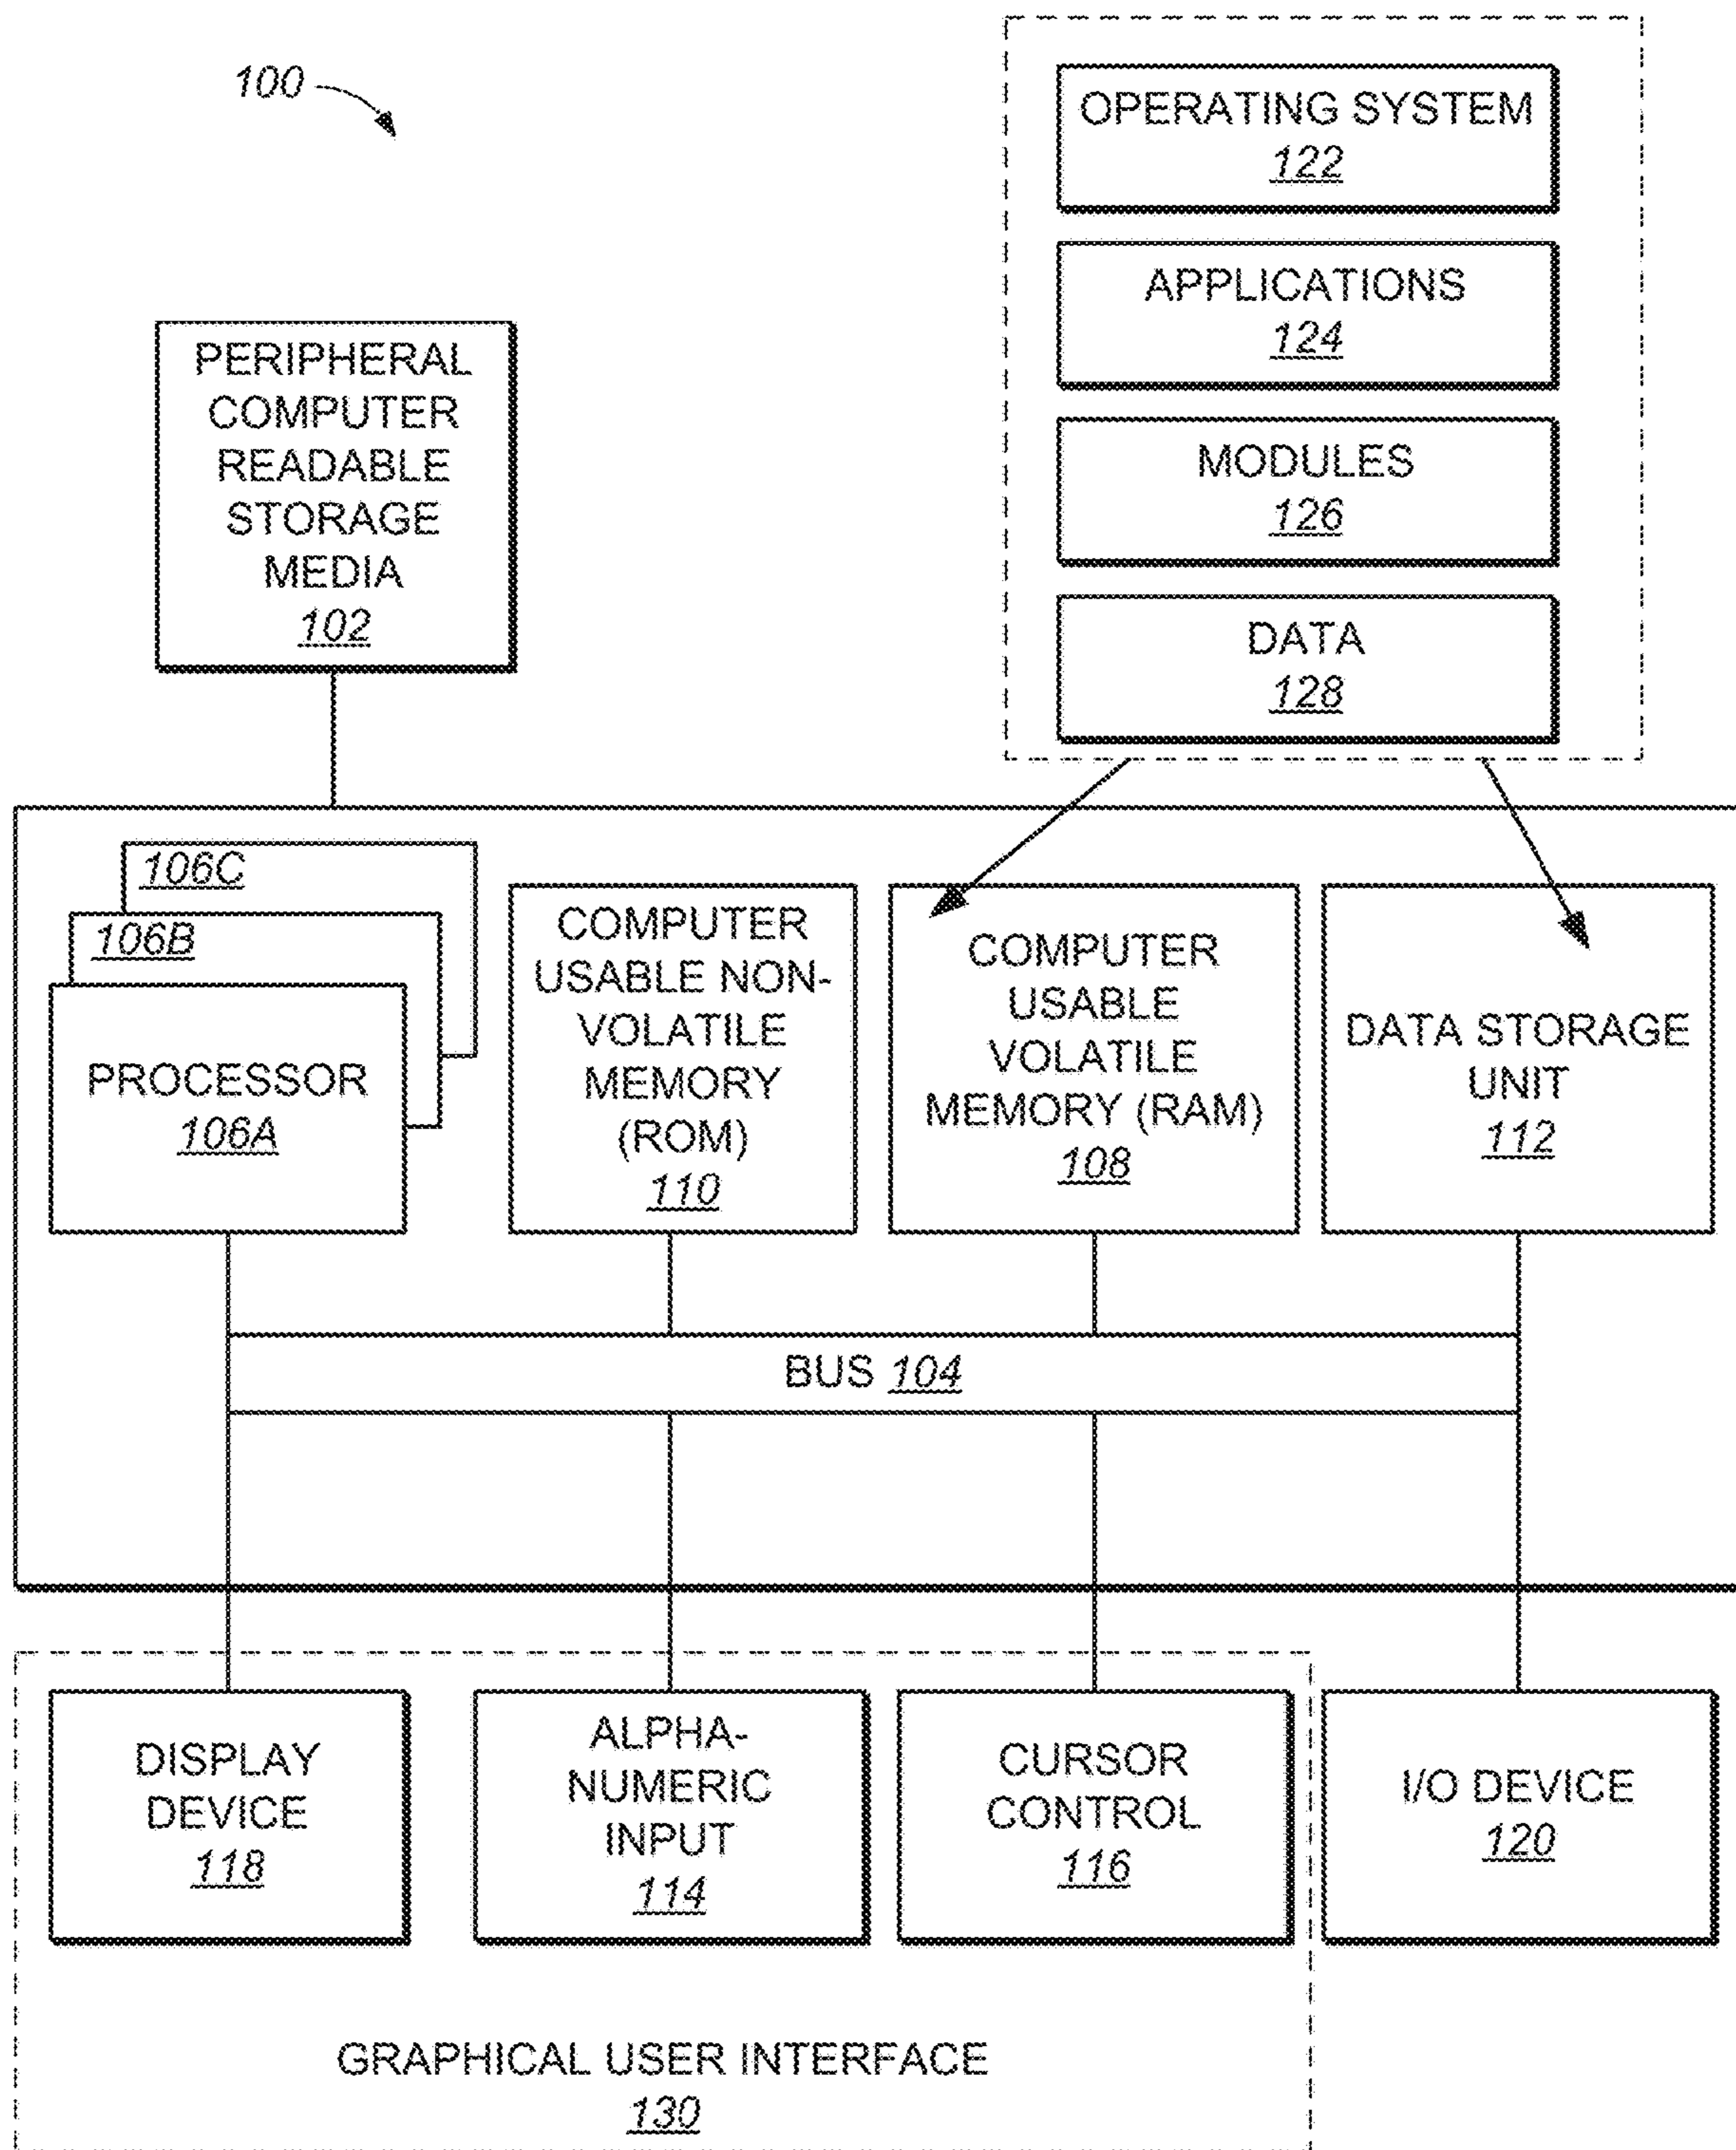 100
OPERATING SYSTEM
122
APPLICATIONS
124
MODULES
126
DATA
128
PERIPHERAL
COMPUTER
READABLE
STORAGE
MEDIA
102
106C
106B
PROCESSOR
106A
COMPUTER
USABLE NON-
VOLATILE
MEMORY
(ROM)
110
COMPUTER
USABLE
VOLATILE
MEMORY (RAM)
108
DATA STORAGE
UNIT
112
BUS 104
DISPLAY
DEVICE
118
ALPHA-
NUMERIC
INPUT
114
CURSOR
CONTROL
116
I/O DEVICE
120
GRAPHICAL USER INTERFACE
130